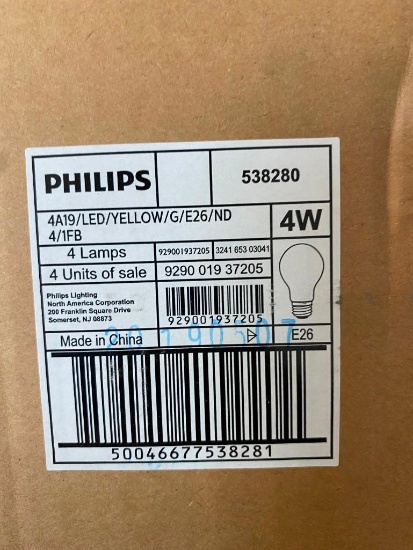 PHILIPS 538280
4A19/LED/YELLOW/G/E26/ND
4/1FB
4W
4 Lamps 929001937205 3241 653 03041
4 Units of sale 9290 019 37205
Philips Lighting
North America Corporation
200 Franklin Square Drive
Somerset, NJ 08873
929001937205
20190507
Made in China E26
50046677538281